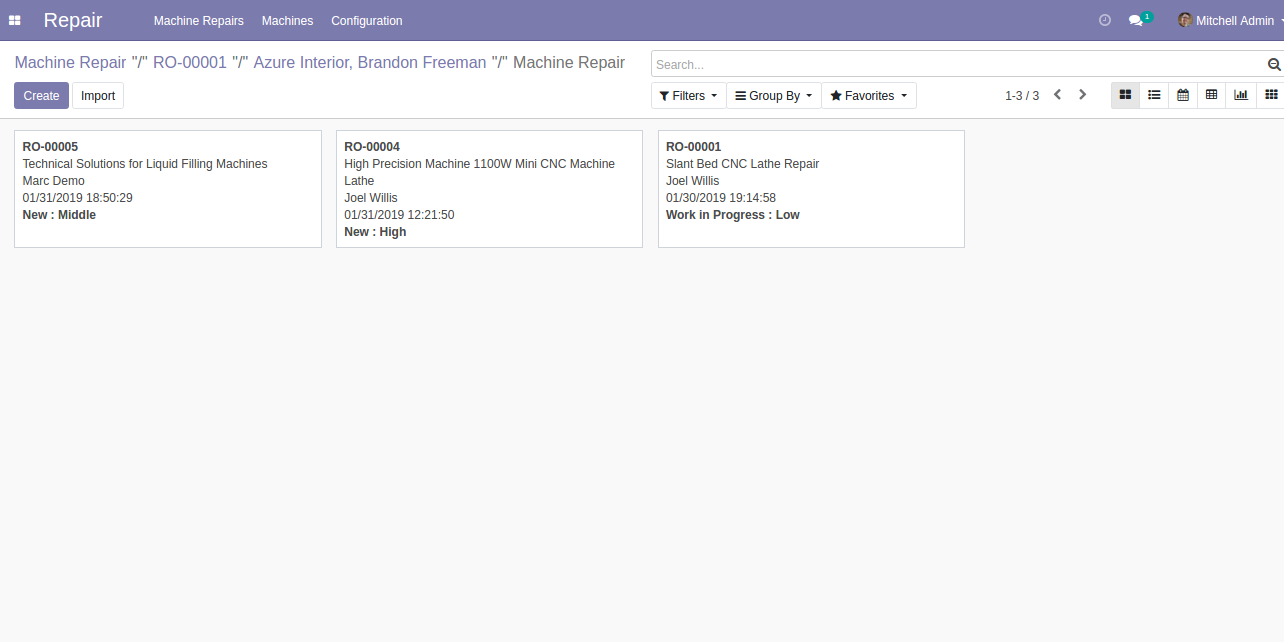 Repair
Machine Repairs Machines Configuration
1
Mitchell Admin
Machine Repair "/" RO-00001 "/" Azure Interior, Brandon Freeman "/" Machine Repair
Search...
Create Import
Filters Group By Favorites
1-3 / 3
RO-00005
Technical Solutions for Liquid Filling Machines
Marc Demo
01/31/2019 18:50:29
New : Middle
RO-00004
High Precision Machine 1100W Mini CNC Machine
Lathe
Joel Willis
01/31/2019 12:21:50
New : High
RO-00001
Slant Bed CNC Lathe Repair
Joel Willis
01/30/2019 19:14:58
Work in Progress : Low